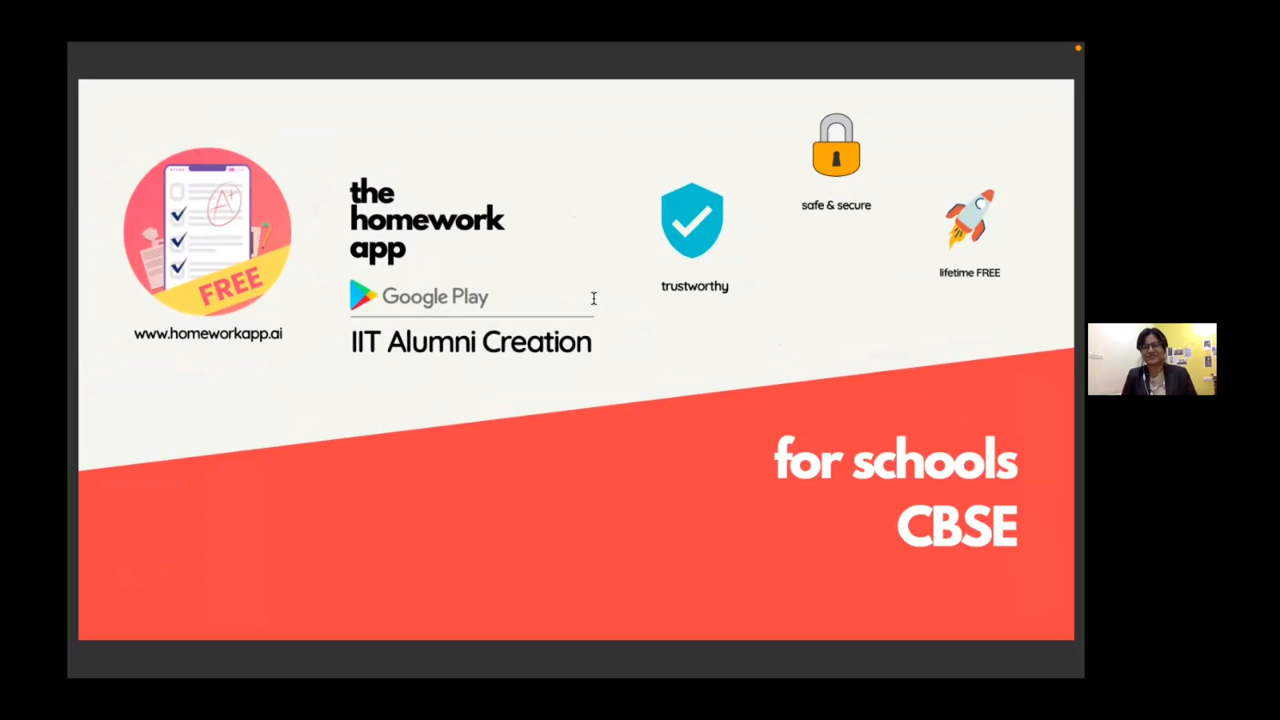 A+
FREE
www.homeworkapp.ai
the
homework
app
Google Play
IIT Alumni Creation
trustworthy
safe & secure
lifetime FREE
for schools
CBSE